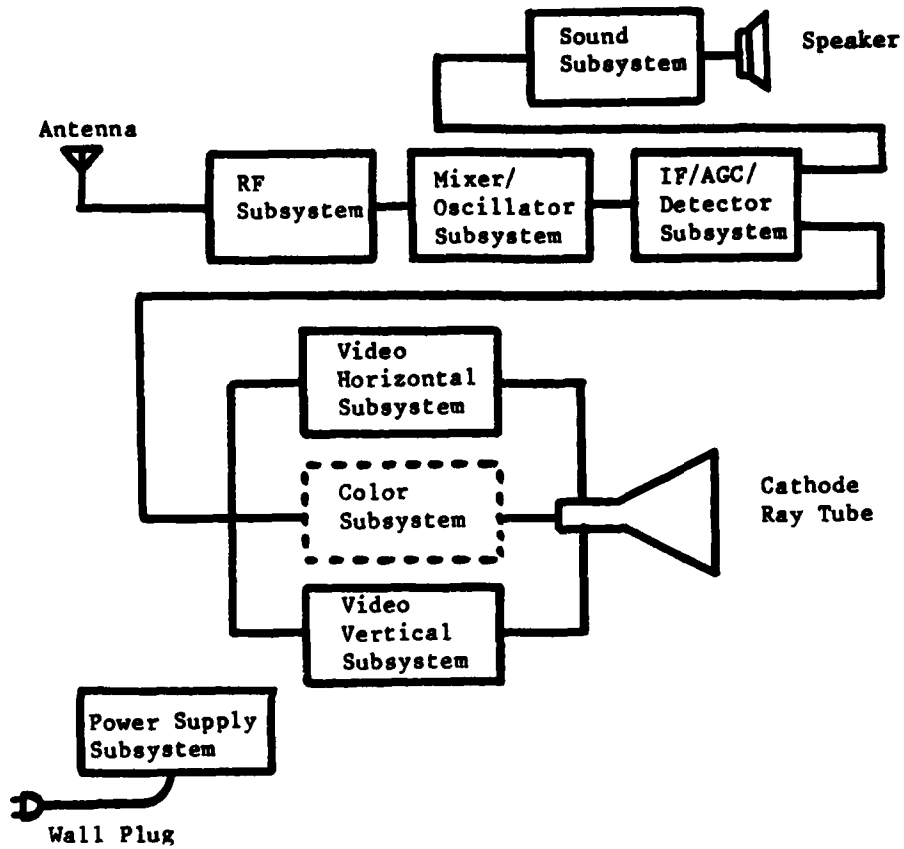 Sound
Subsystem
Speaker
Antenna
RF
Subsystem
Mixer/
Oscillator
Subsystem
IF/AGC/
Detector
Subsystem
Video
Horizontal
Subsystem
Color
Subsystem
Cathode
Ray Tube
Video
Vertical
Subsystem
Power Supply
Subsystem
Wall Plug